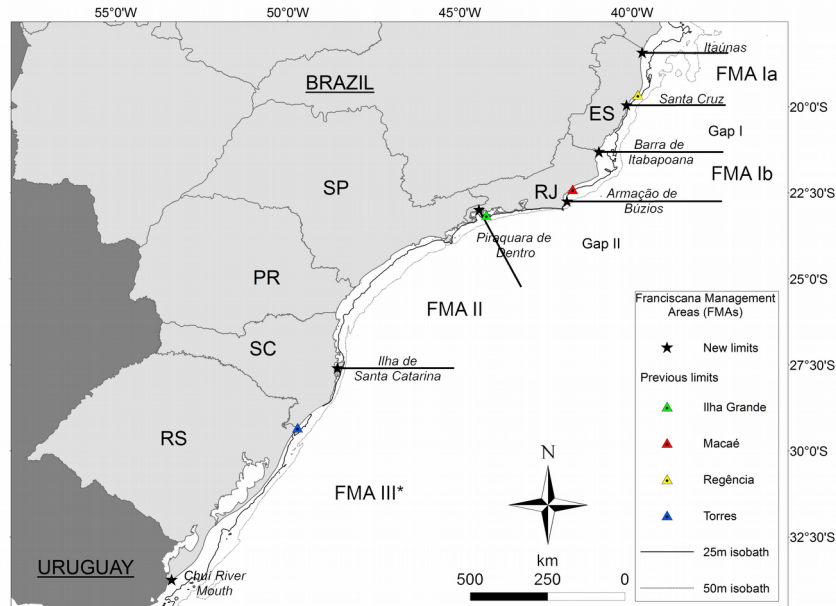 50°0'W
45°0'W
40°0'W
Itaúnas
FMA Ia
BRAZIL
Santa Cruz
20°0'S
ES
Gap I
Barra de
Itabapoana
FMA Ib
SP
RJ
Armação de
Búzios
22°30'S
Piraquara de
Dentro
Gap II
25°0'S
PR
FMA II
Franciscana Management
Areas (FMAs)
New limits
SC
Ilha de
Santa Catarina
Previous limits
27°30'S
Ilha Grande
RS
Macaé
30°0'S
N
Regência
FMA III*
Torres
32°30'S
km
25m isobath
URUGUAY
Chuí River
Mouth
500
250
0
50m isobath